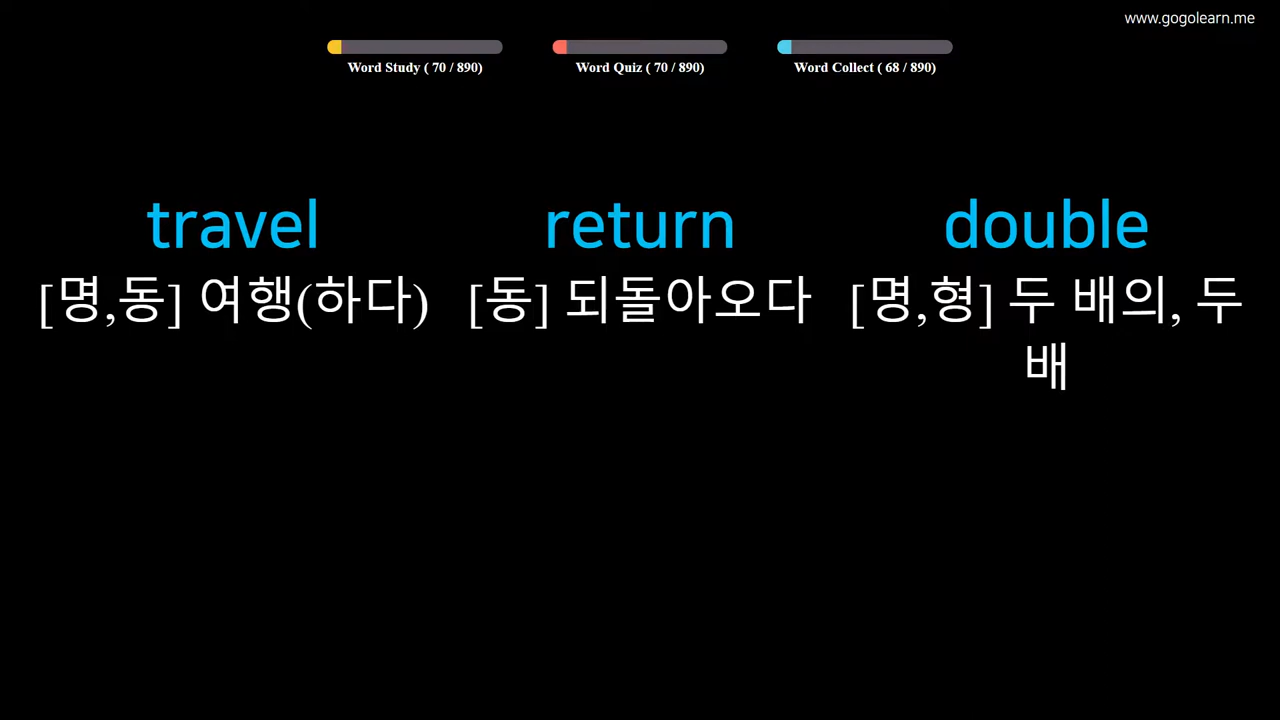 www.gogolearn.me
Word Study ( 70 / 890)
Word Quiz ( 70 / 890)
Word Collect ( 68 / 890)
travel
[명,동] 여행(하다)
return
[동] 되돌아오다
double
[명,형] 두 배의, 두
배